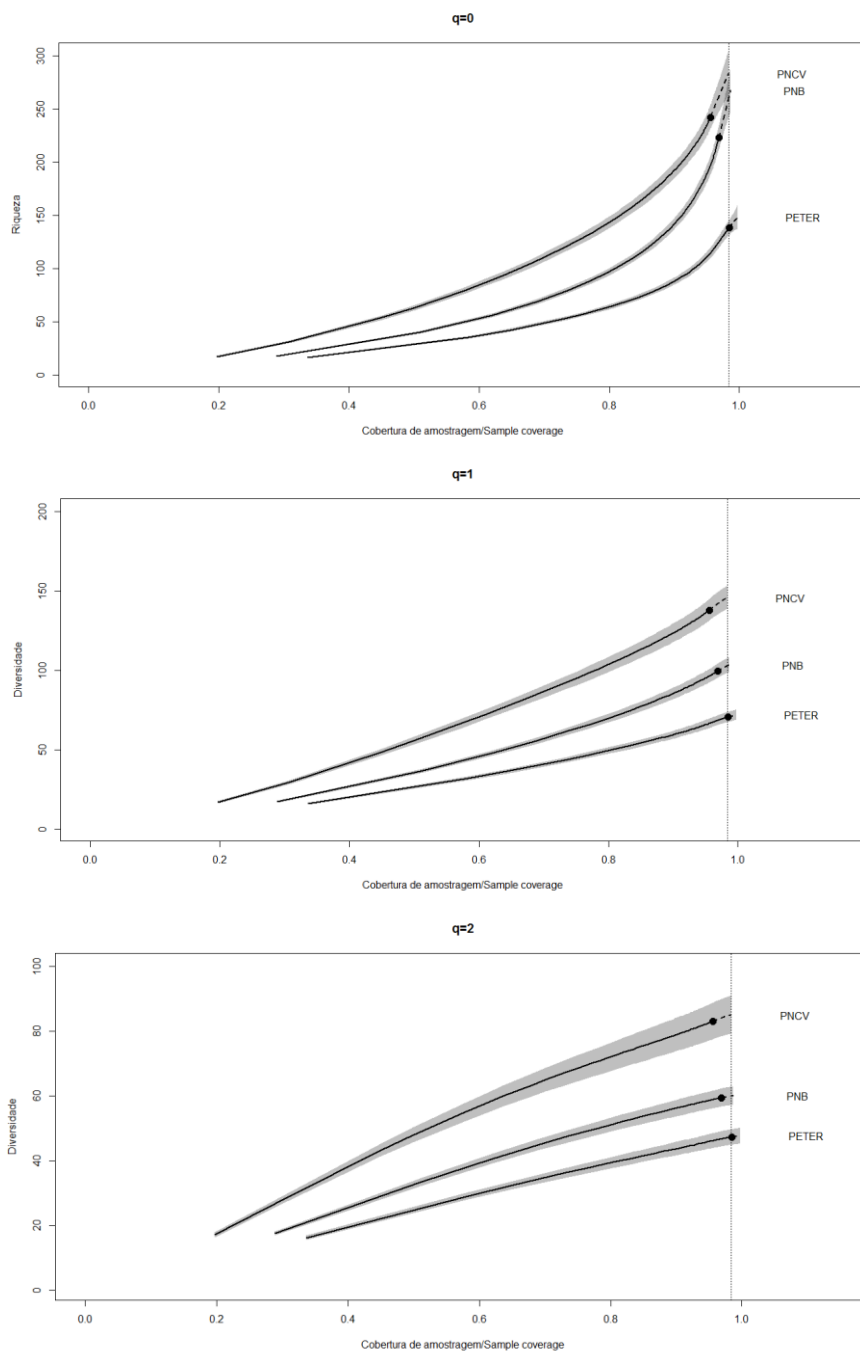 q=0
300
250
200
150
100
50
0
Riqueza
PNCV
PNB
PETER
0.0 0.2 0.4 0.6 0.8 1.0
Cobertura de amostragem/Sample coverage
q=1
200
150
100
50
0
Diversidade
PNCV
PNB
PETER
0.0 0.2 0.4 0.6 0.8 1.0
Cobertura de amostragem/Sample coverage
q=2
100
80
60
40
20
0
Diversidade
PNCV
PNB
PETER
0.0 0.2 0.4 0.6 0.8 1.0
Cobertura de amostragem/Sample coverage